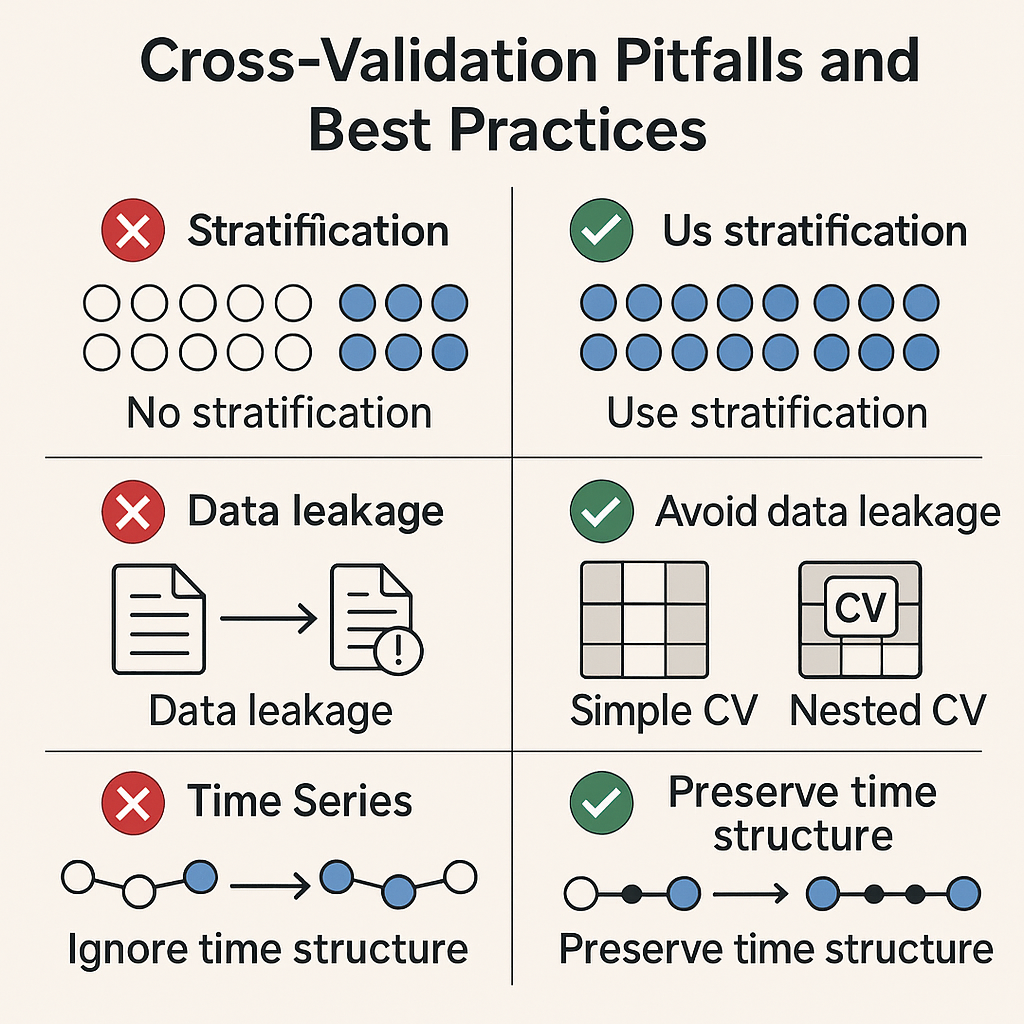 Cross-Validation Pitfalls and
Best Practices
Stratifiication
No stratification
Us stratification
Use stratification
Data leakage
Data leakage
Avoid data leakage
CV
Simple CV
Nested CV
Time Series
Ignore time structure
Preserve time
structure
Preserve time structure